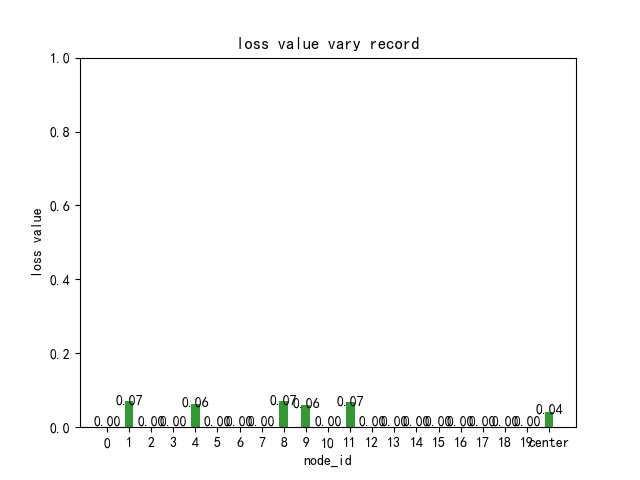 loss value vary record
1.0
0.8
0.6
0.4
0.2
0.0
loss value
0.00 0.07 0.00 0.00 0.06 0.00 0.00 0.00 0.07 0.06 0.00 0.07 0.00 0.00 0.00 0.00 0.00 0.00 0.00 0.00 0.04
0 1 2 3 4 5 6 7 8 9 10 11 12 13 14 15 16 17 18 19 center
node_id